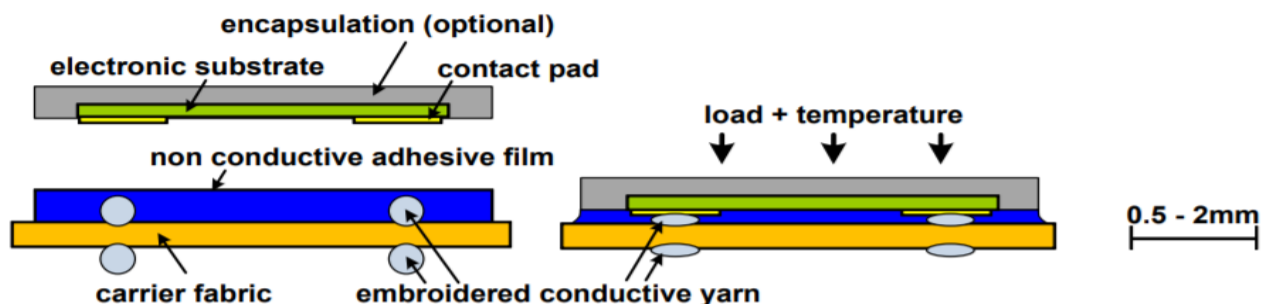 encapsulation (optional)
electronic substrate
contact pad
load + temperature
non conductive adhesive film
0.5 - 2mm
carrier fabric
embroidered conductive yarn